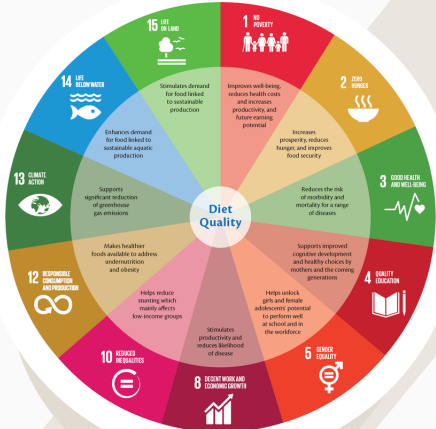 1 NO
POVERTY
Improves well-being,
reduces health costs
and increases
productivity, and
future earning
potential
2 ZERO
HUNGER
Increases
prosperity, reduces
hunger, and improves
food security
3 GOOD HEALTH
AND WELL-BEING
Reduces the risk
of morbidity and
mortality for a range
of diseases
4 QUALITY
EDUCATION
Supports improved
cognitive development
and healthy choices by
mothers and the coming
generations
5 GENDER
EQUALITY
Helps unlock
girls and female
adolescents' potential
to perform well
at school and in
the workforce
8 DECENT WORK AND
ECONOMIC GROWTH
Stimulates
productivity and
reduces likelihood
of disease
10 REDUCED
INEQUALITIES
Helps reduce
stunting which
mainly affects
low-income groups
12 RESPONSIBLE
CONSUMPTION
AND PRODUCTION
Makes healthier
foods available to address
undernutrition
and obesity
13 CLIMATE
ACTION
Supports
significant reduction
of greenhouse
gas emissions
14 LIFE
BELOW WATER
Enhances demand
for food linked to
sustainable aquatic
production
15 LIFE
ON LAND
Stimulates demand
for food linked
to sustainable
production
Diet
Quality